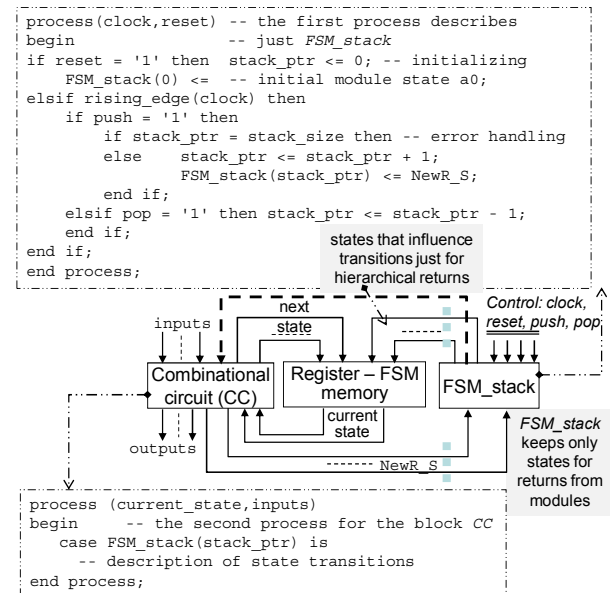 process(clock,reset) -- the first process describes
begin -- just FSM_stack
if reset = '1' then stack_ptr <= 0; -- initializing
FSM_stack(0) <= -- initial module state a0;
elsif rising_edge(clock) then
if push = '1' then
if stack_ptr = stack_size then -- error handling
else stack_ptr <= stack_ptr + 1;
FSM_stack(stack_ptr) <= NewR_S;
end if;
elsif pop = '1' then stack_ptr <= stack_ptr - 1;
end if;
end if;
end process;
states that influence
transitions just for
hierarchical returns
next
state
inputs
Control: clock,
reset, push, pop
Combinational
circuit (CC)
Register – FSM
memory
FSM_stack
current
state
outputs
NewR_S
FSM_stack
keeps only
states for
returns from
modules
process (current_state,inputs)
begin -- the second process for the block CC
case FSM_stack(stack_ptr) is
-- description of state transitions
end process;